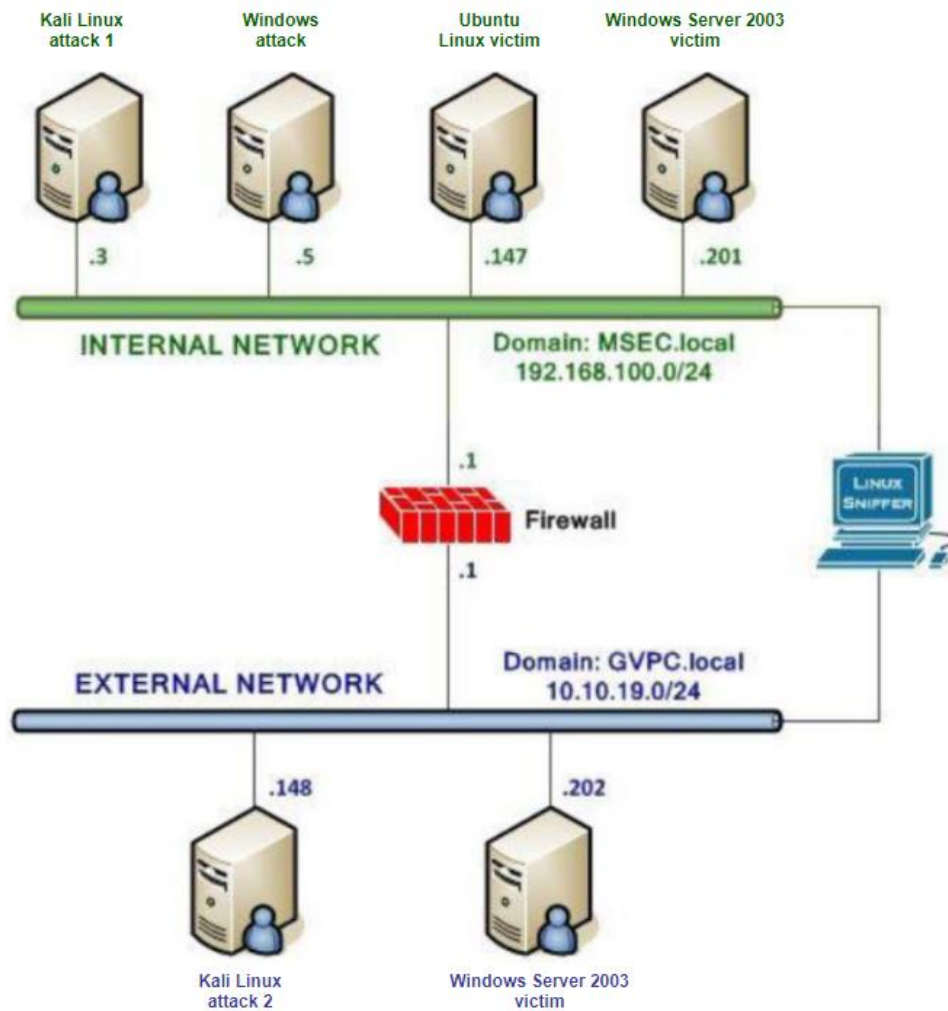 Kali Linux
attack 1
Windows
attack
Ubuntu
Linux victim
Windows Server 2003
victim
.3
.5
.147
.201
INTERNAL NETWORK
Domain: MSEC.local
192.168.100.0/24
.1
Firewall
LINUX
SNIFFER
.1
EXTERNAL NETWORK
Domain: GVPC.local
10.10.19.0/24
.148
.202
Kali Linux
attack 2
Windows Server 2003
victim